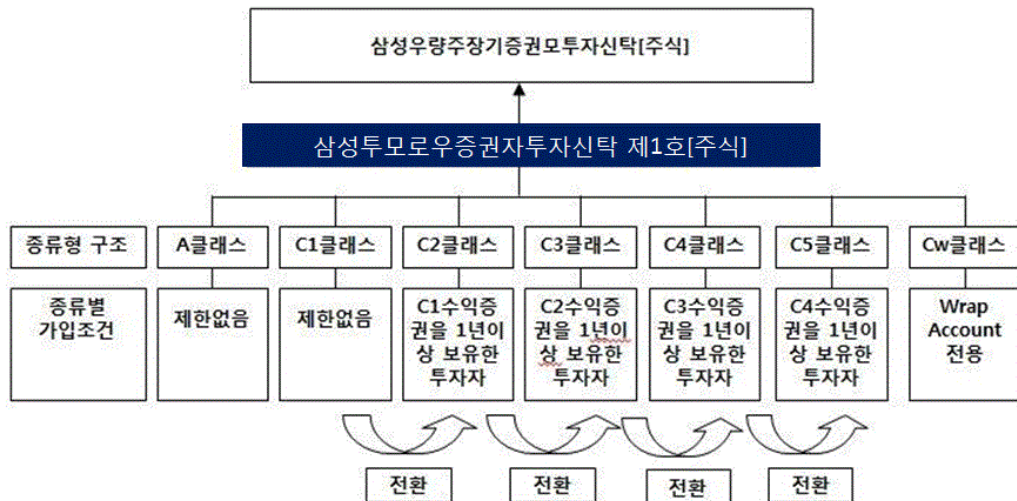 삼성우량주장기증권모투자신탁[주식]
삼성투모로우증권자투자신탁 제1호[주식]
종류형 구조
A클래스
C1클래스
C2클래스
C3클래스
C4클래스
C5클래스
Cw클래스
종류별
가입조건
제한없음
제한없음
C1수익증
권을 1년이
상 보유한
투자자
C2수익증
권을 1년이
상 보유한
투자자
C3수익증
권을 1년이
상 보유한
투자자
C4수익증
권을 1년이
상 보유한
투자자
Wrap
Account
전용
전환
전환
전환
전환